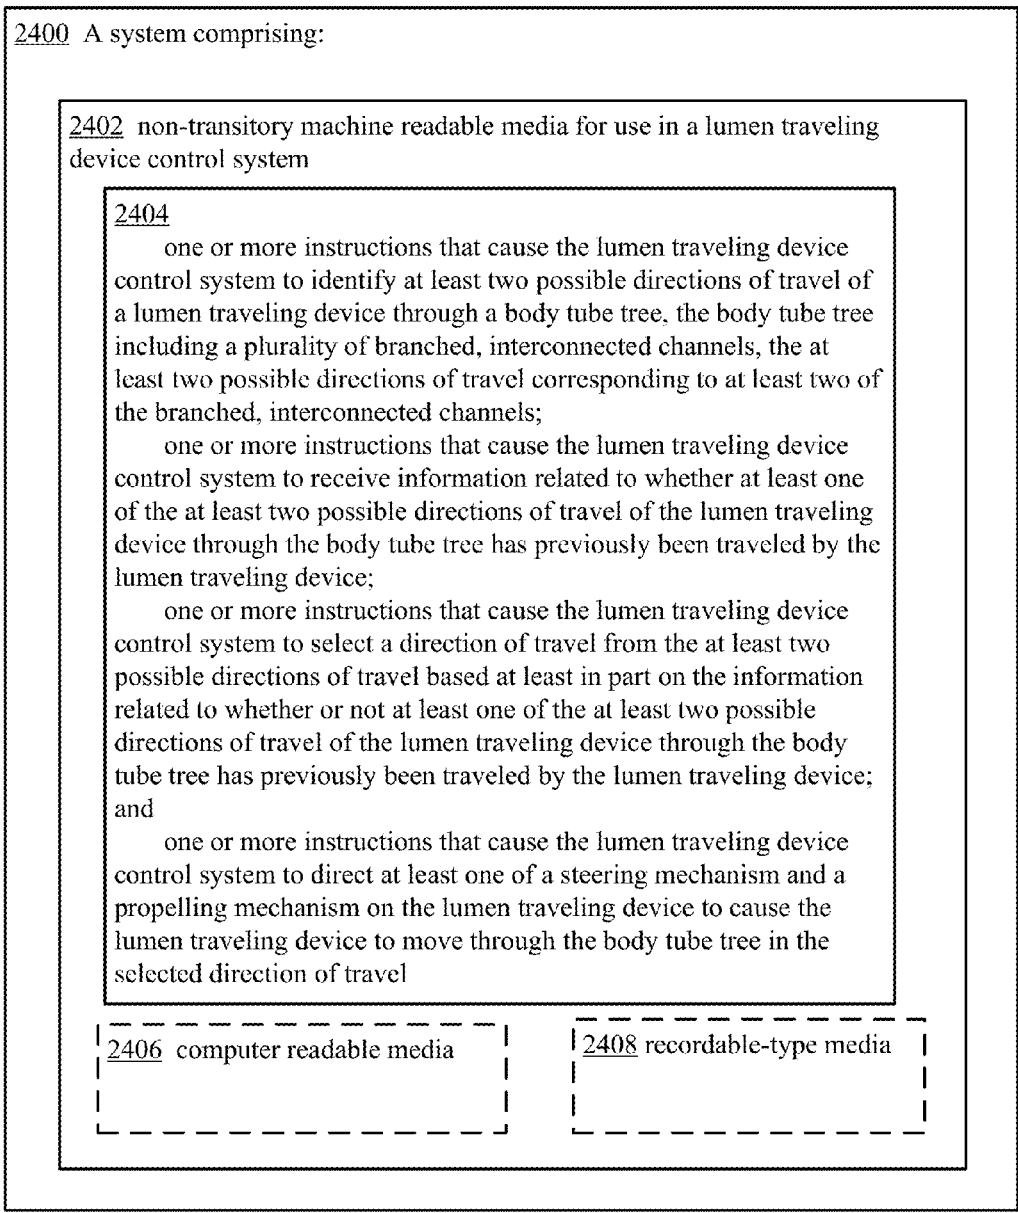 2400 A system comprising:
2402 non-transitory machine readable media for use in a lumen traveling
device control system
2404
one or more instructions that cause the lumen traveling device
control system to identify at least two possible directions of travel of
a lumen traveling device through a body tube tree, the body tube tree
including a plurality of branched, interconnected channels, the at
least two possible directions of travel corresponding to at least two of
the branched, interconnected channels;
one or more instructions that cause the lumen traveling device
control system to receive information related to whether at least one
of the at least two possible directions of travel of the lumen traveling
device through the body tube tree has previously been traveled by the
lumen traveling device;
one or more instructions that cause the lumen traveling device
control system to select a direction of travel from the at least two
possible directions of travel based at least in part on the information
related to whether or not at least one of the at least two possible
directions of travel of the lumen traveling device through the body
tube tree has previously been traveled by the lumen traveling device;
and
one or more instructions that cause the lumen traveling device
control system to direct at least one of a steering mechanism and a
propelling mechanism on the lumen traveling device to cause the
lumen traveling device to move through the body tube tree in the
selected direction of travel
2406 computer readable media
2408 recordable-type media